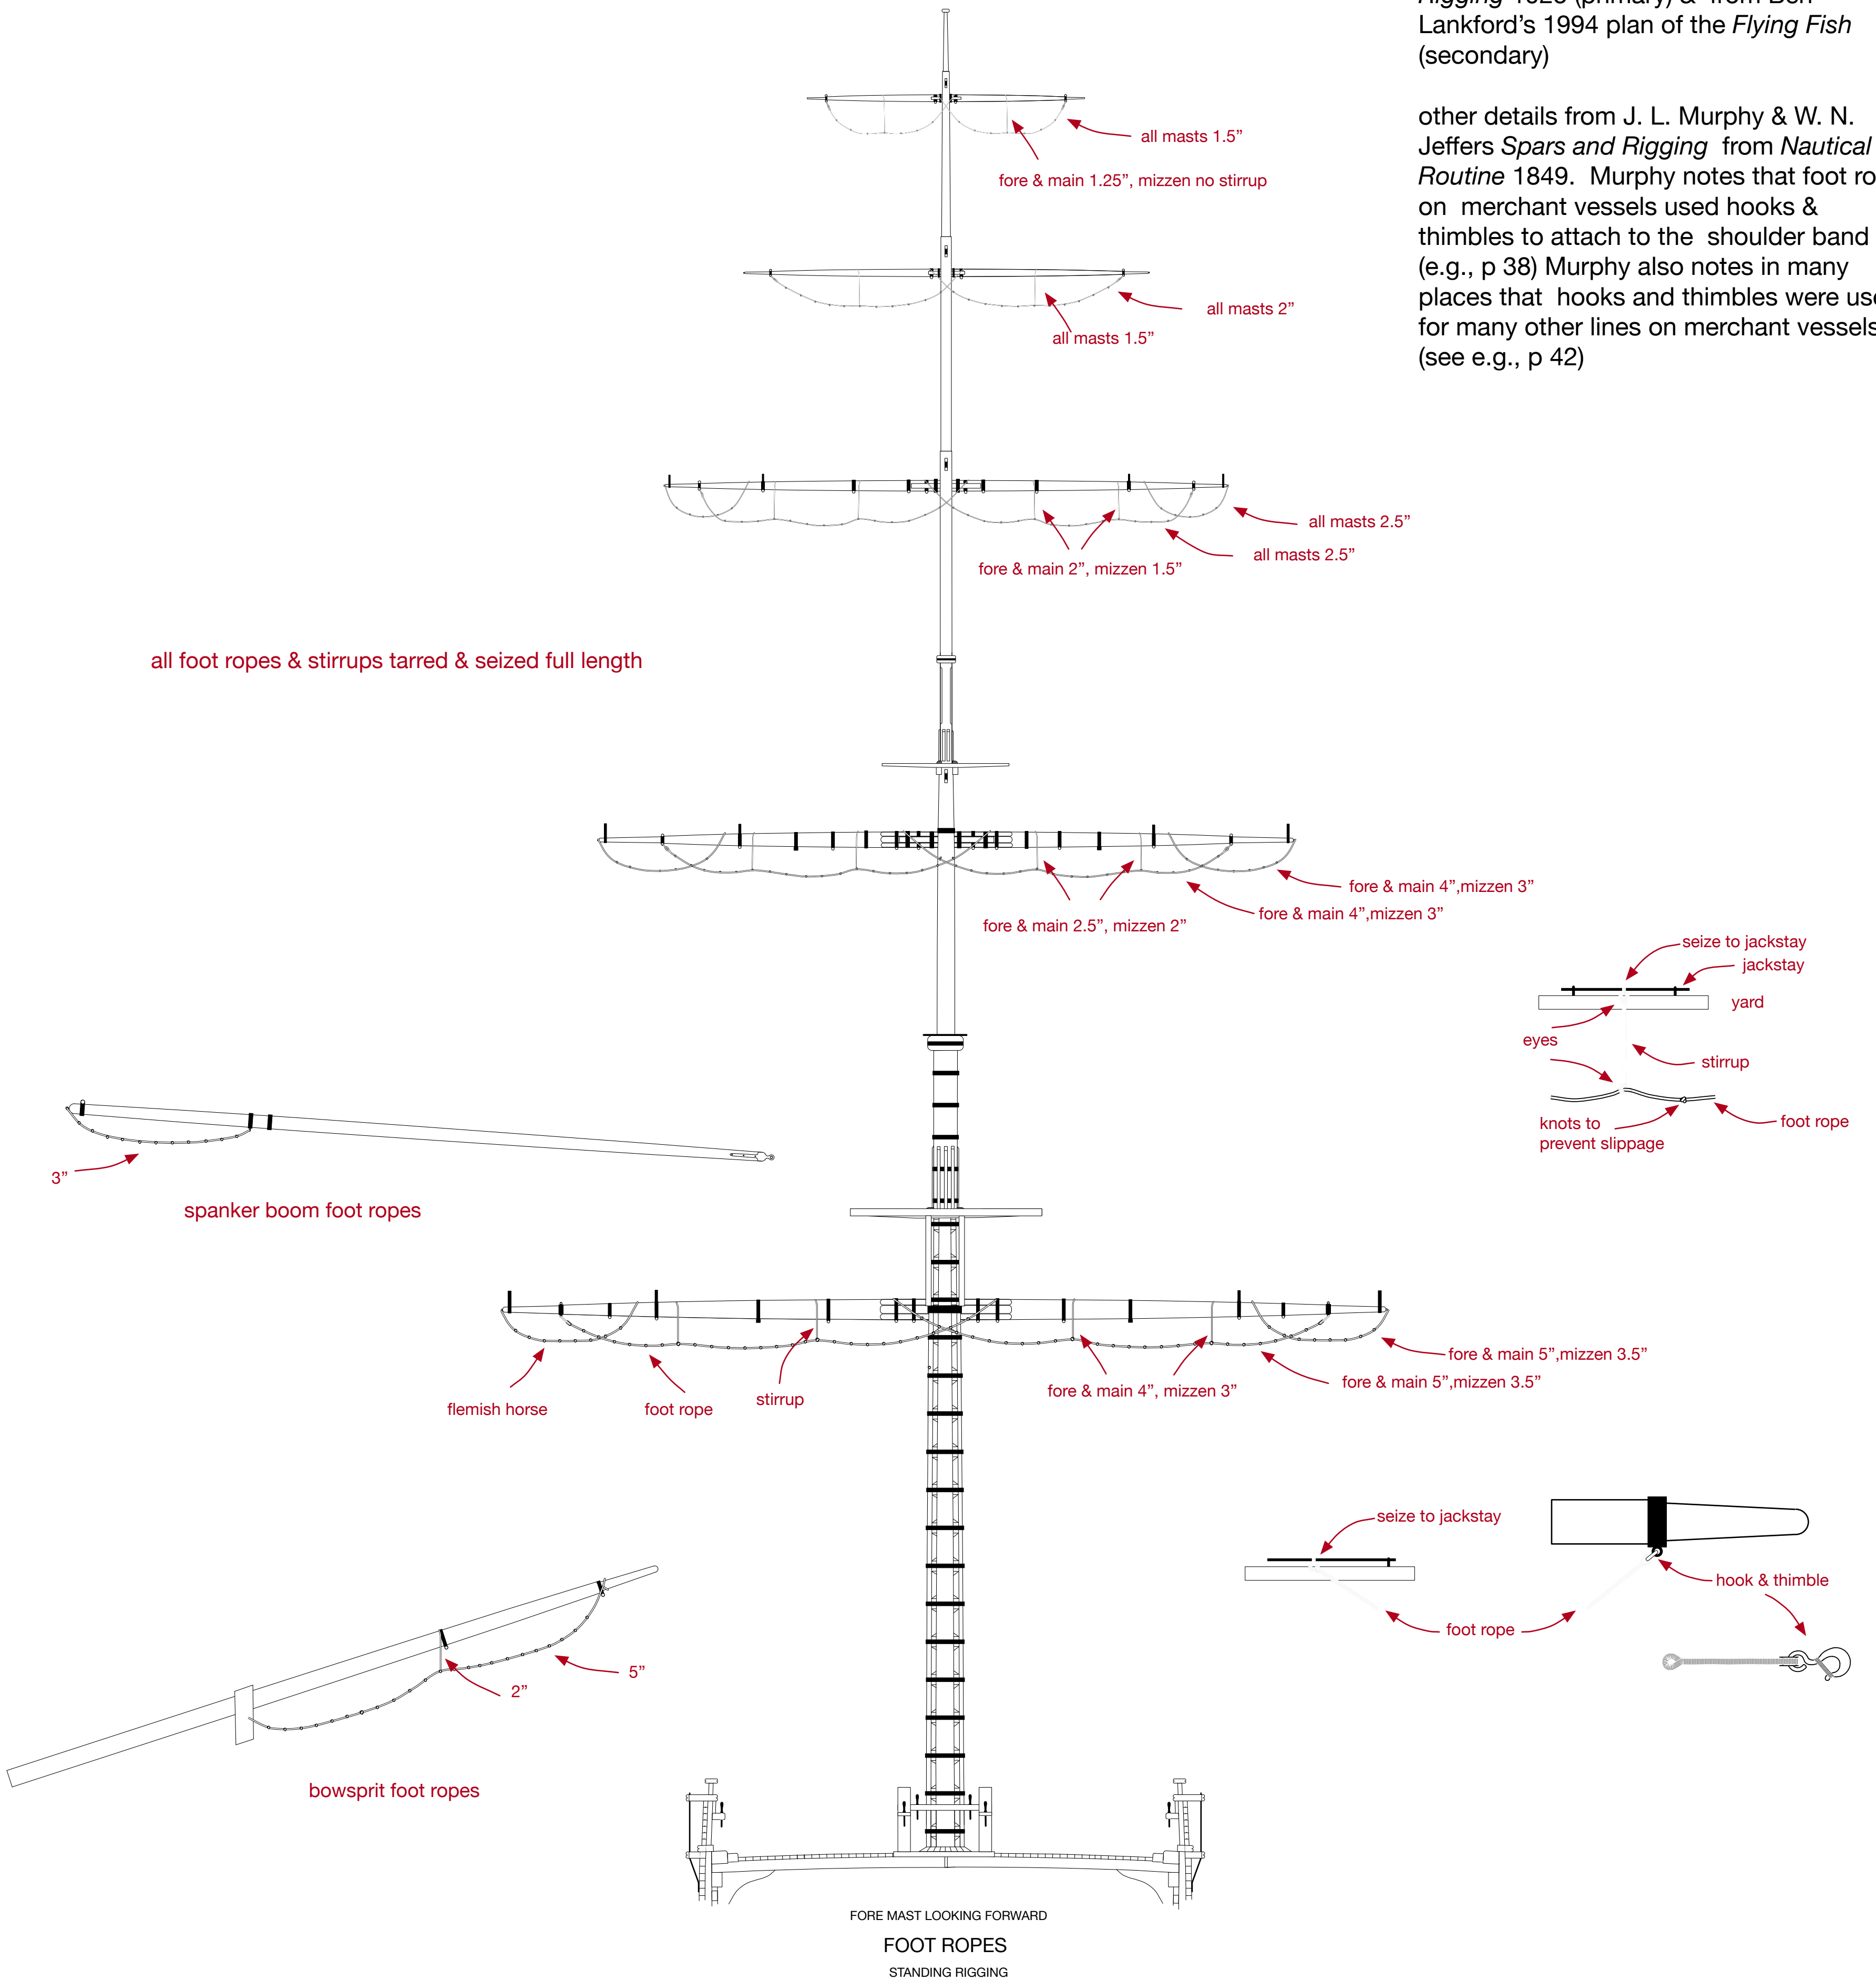 Lankford’s 1994 plan of the Flying Fish
(secondary)
other details from J. L. Murphy & W. N.
Jeffers Spars and Rigging from Nautical
Routine 1849. Murphy notes that foot
on merchant vessels used hooks &
thimbles to attach to the shoulder band
(e.g., p 38) Murphy also notes in many
places that hooks and thimbles were
for many other lines on merchant vessels
(see e.g., p 42)
all masts 1.5”
fore & main 1.25”, mizzen no stirrup
all masts 2”
all masts 1.5”
all masts 2.5”
all masts 2.5”
fore & main 2”, mizzen 1.5”
all foot ropes & stirrups tarred & seized full length
fore & main 4”,mizzen 3”
fore & main 4”,mizzen 3”
fore & main 2.5”, mizzen 2”
seize to jackstay
jackstay
yard
eyes
stirrup
foot rope
knots to
prevent slippage
3”
spanker boom foot ropes
fore & main 5”,mizzen 3.5”
fore & main 5”,mizzen 3.5”
fore & main 4”, mizzen 3”
stirrup
flemish horse
foot rope
seize to jackstay
hook & thimble
foot rope
5”
2”
bowsprit foot ropes
FORE MAST LOOKING FORWARD
FOOT ROPES
STANDING RIGGING